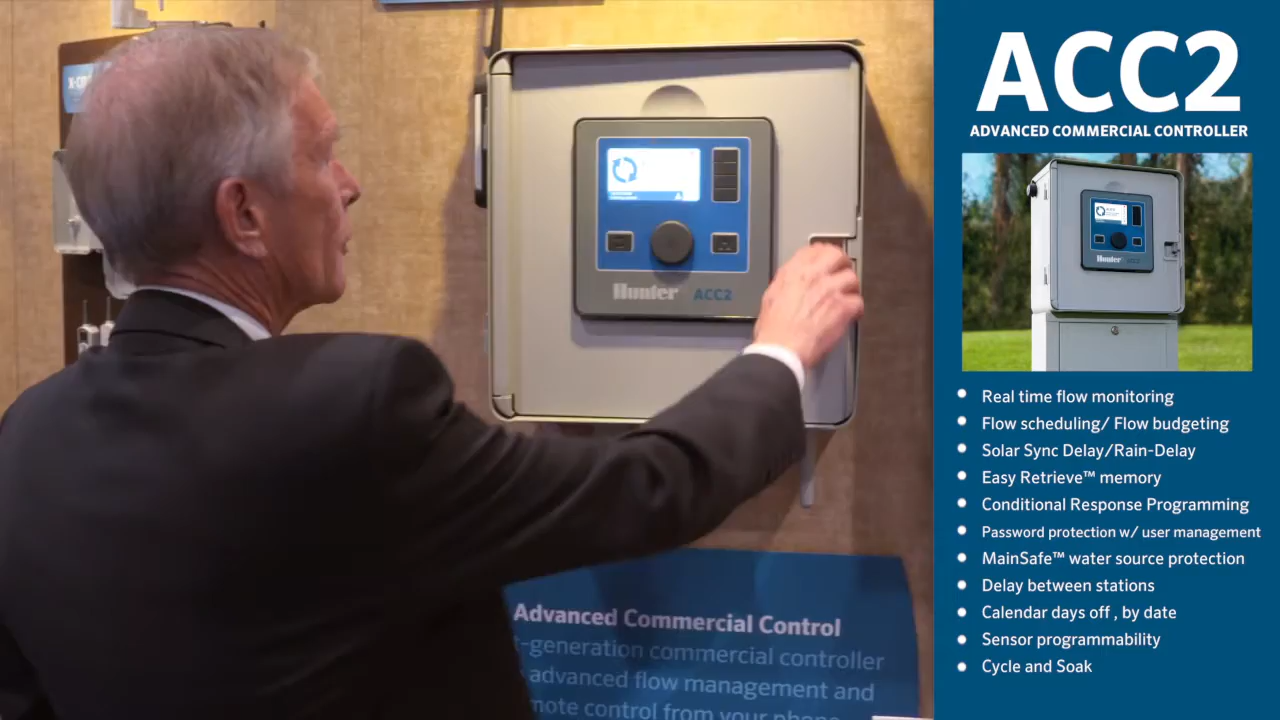 Hunter ACC2
Advanced Commercial Control
-generation commercial controller
advanced flow management and
control from your phone
ACC2
ADVANCED COMMERCIAL CONTROLLER
Hunter ACC2
Real time flow monitoring
Flow scheduling/ Flow budgeting
Solar Sync Delay/Rain-Delay
Easy Retrieve™ memory
Conditional Response Programming
Password protection w/ user management
MainSafe™ water source protection
Delay between stations
Calendar days off , by date
Sensor programmability
Cycle and Soak